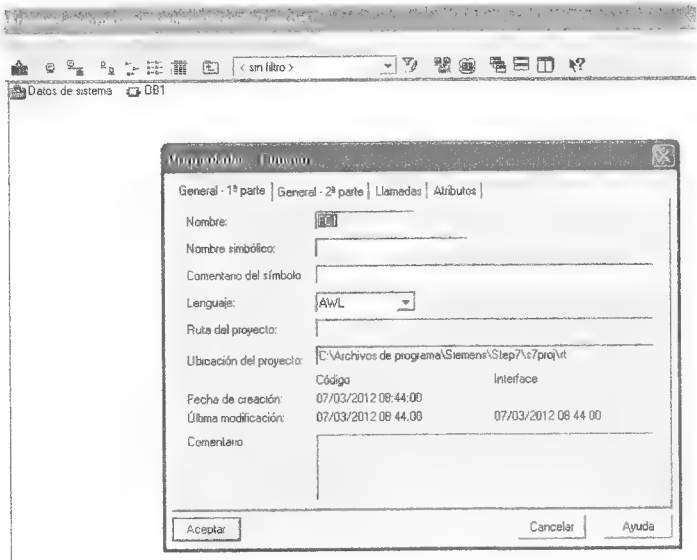 < sin filtro >
Datos de sistema OB1
General - 1ª parte General - 2ª parte Llamadas Atributos
Nombre: FC1
Nombre simbólico:
Comentario del símbolo
Lenguaje: AWL
Ruta del proyecto:
Ubicación del proyecto: C:\Archivos de programa\Siemens\Step7\s7proj\rt
Código Interface
Fecha de creación: 07/03/2012 08:44:00
Última modificación: 07/03/2012 08:44:00 07/03/2012 08 44 00
Comentario
Aceptar Cancelar Ayuda